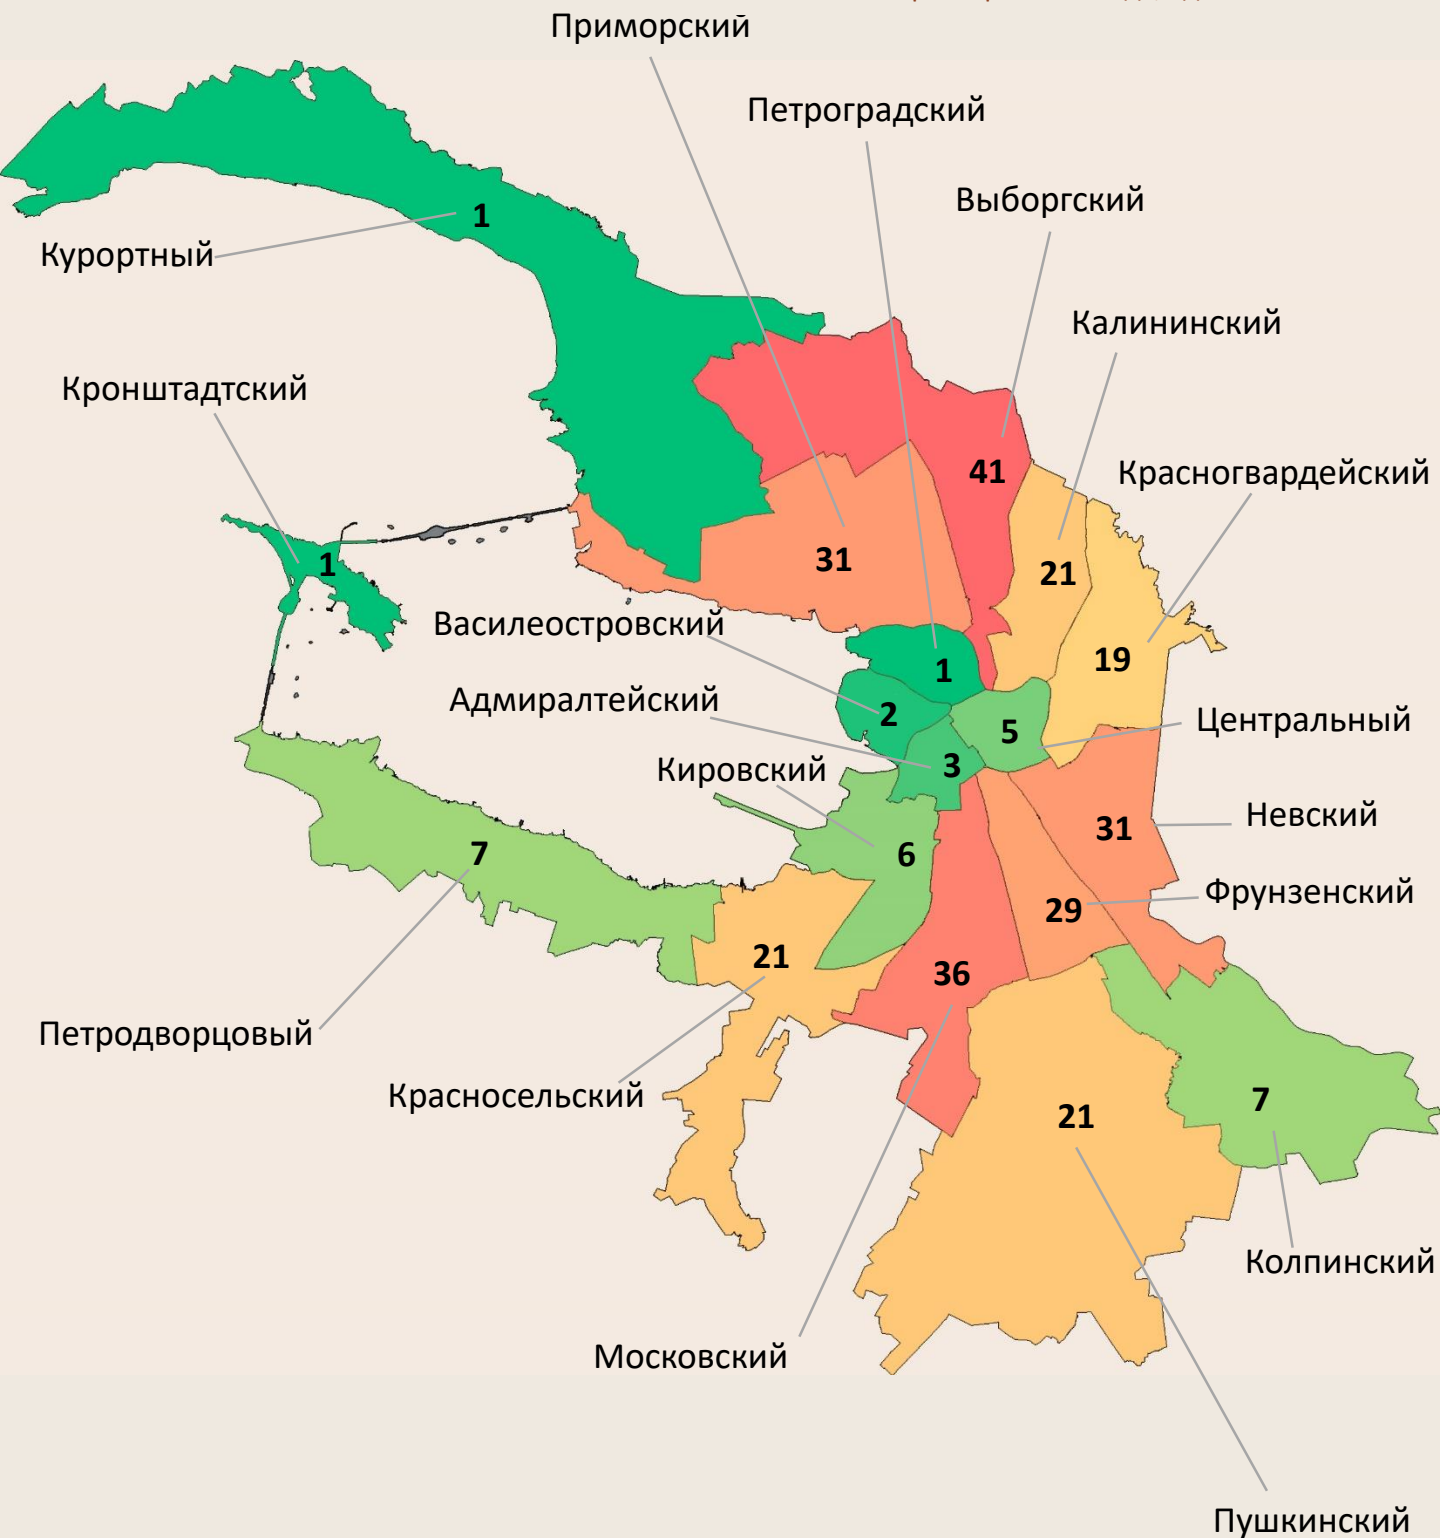 Приморский
Петроградский
Выборгский
1
Курортный
Калининский
Кронштадтский
41
Красногвардейский
31
1
21
Василеостровский
19
1
Адмиралтейский
2
5
Центральный
3
Кировский
31
Невский
7
6
29
Фрунзенский
21
36
Петродворцовый
Красносельский
7
21
Колпинский
Московский
Пушкинский